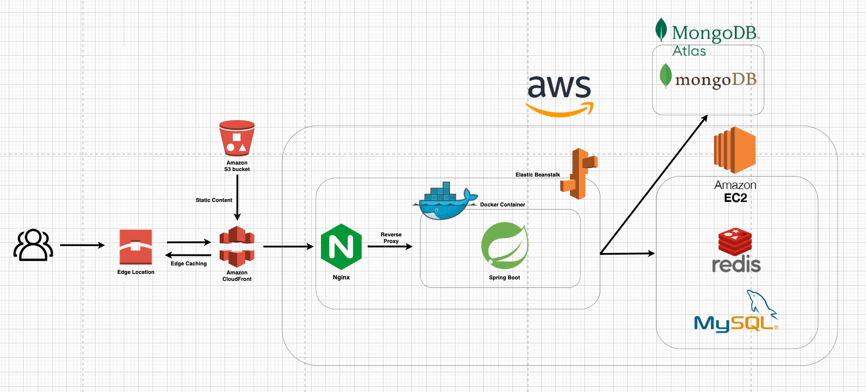 MongoDB.
Atlas
mongoDB
aws
Amazon
S3 bucket
Static Content
Edge Location
Edge Caching
Amazon
CloudFront
N
Nginx
Reverse
Proxy
Docker Container
Elastic Beanstalk
Spring Boot
Amazon
EC2
redis
MySQL